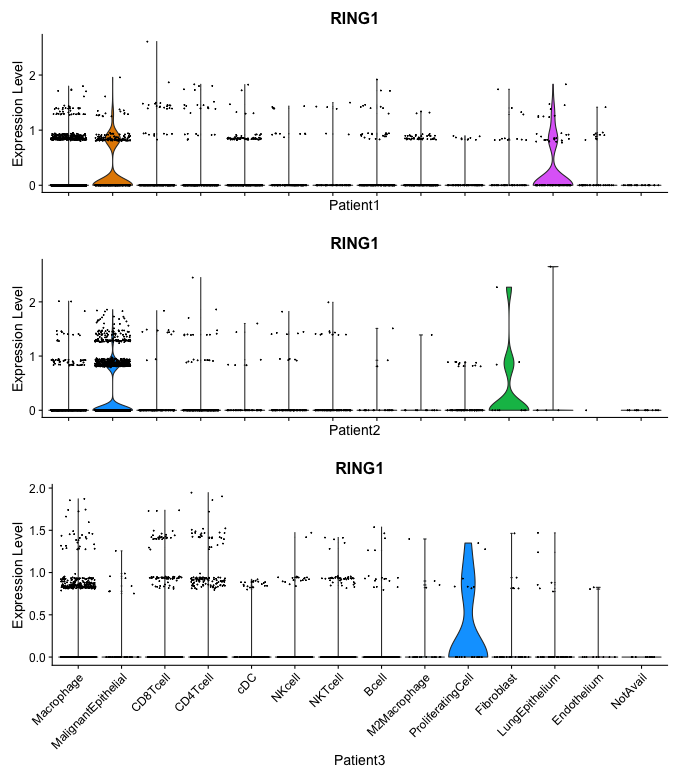 RING1
Expression Level
2
1
0
Patient1
RING1
Expression Level
2
1
0
Patient2
RING1
Expression Level
2.0
1.5
1.0
0.5
0.0
Macrophage
MalignantEpithelial
CD8Tcell
CD4Tcell
cDC
NKcell
NKTcell
Bcell
M2Macrophage
ProliferatingCell
Fibroblast
LungEpithelium
Endothelium
NotAvail
Patient3